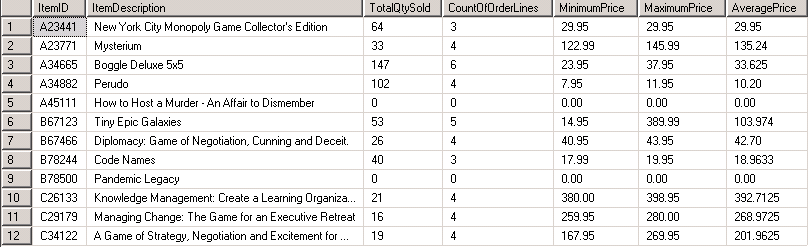 ItemID ItemDescription TotalQtySold CountOfOrderLines MinimumPrice MaximumPrice AveragePrice
1 A23441 New York City Monopoly Game Collector's Edition 64 3 29.95 29.95 29.95
2 A23771 Mysterium 33 4 122.99 145.99 135.24
3 A34665 Boggle Deluxe 5x5 147 6 23.95 37.95 33.625
4 A34882 Perudo 102 4 7.95 11.95 10.20
5 A45111 How to Host a Murder - An Affair to Dismember 0 0 0.00 0.00 0.00
6 B67123 Tiny Epic Galaxies 53 5 14.95 389.99 103.974
7 B67466 Diplomacy: Game of Negotiation, Cunning and Deceit. 26 4 40.95 43.95 42.70
8 B78244 Code Names 40 3 17.99 19.95 18.9633
9 B78500 Pandemic Legacy 0 0 0.00 0.00 0.00
10 C26133 Knowledge Management: Create a Learning Organiza... 21 4 380.00 398.95 392.7125
11 C29179 Managing Change: The Game for an Executive Retreat 16 4 259.95 280.00 268.9725
12 C34122 A Game of Strategy, Negotiation and Excitement for ... 19 4 167.95 269.95 201.9625